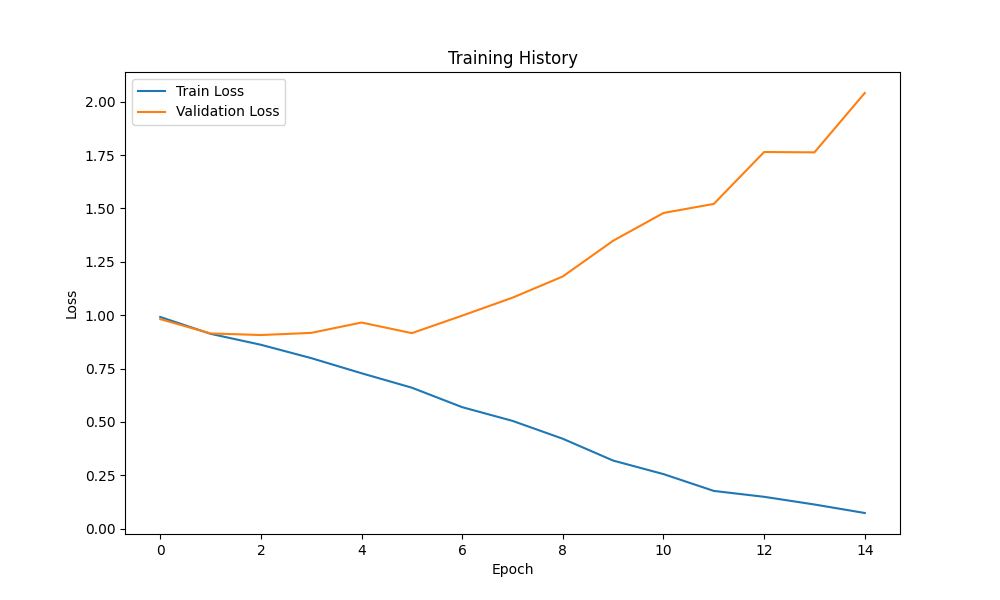 Training History
Train Loss
Validation Loss
2.00
1.75
1.50
1.25
1.00
0.75
0.50
0.25
0.00
Loss
0 2 4 6 8 10 12 14
Epoch